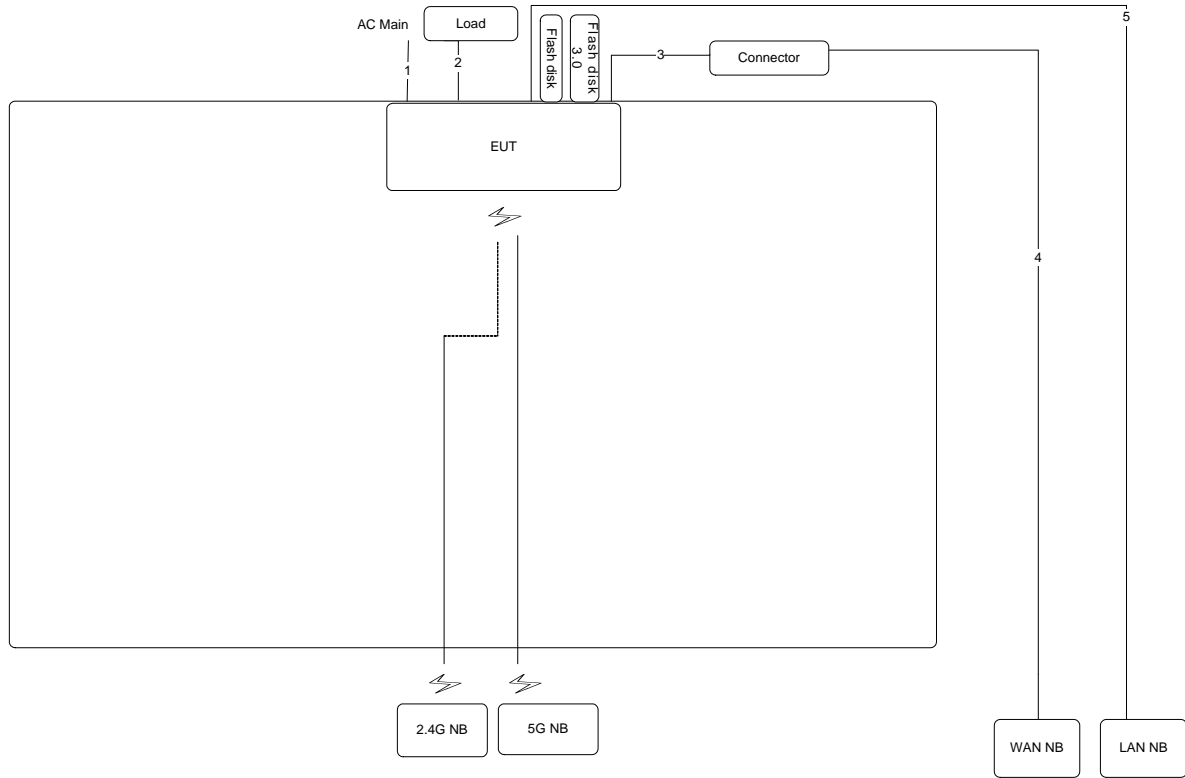 5
AC Main
Load
Flash disk
Flash disk
3.0
1
2
3
Connector
EUT
4
2.4G NB
5G NB
WAN NB
LAN NB